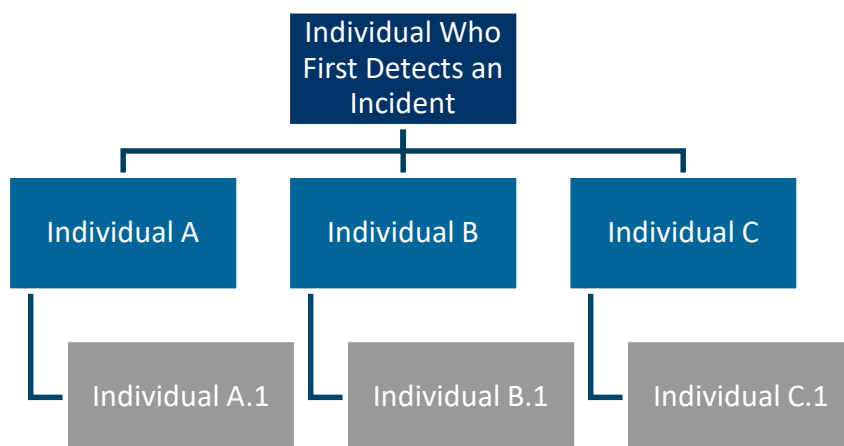 Individual Who
First Detects an
Incident
Individual A
Individual B
Individual C
Individual A.1
Individual B.1
Individual C.1